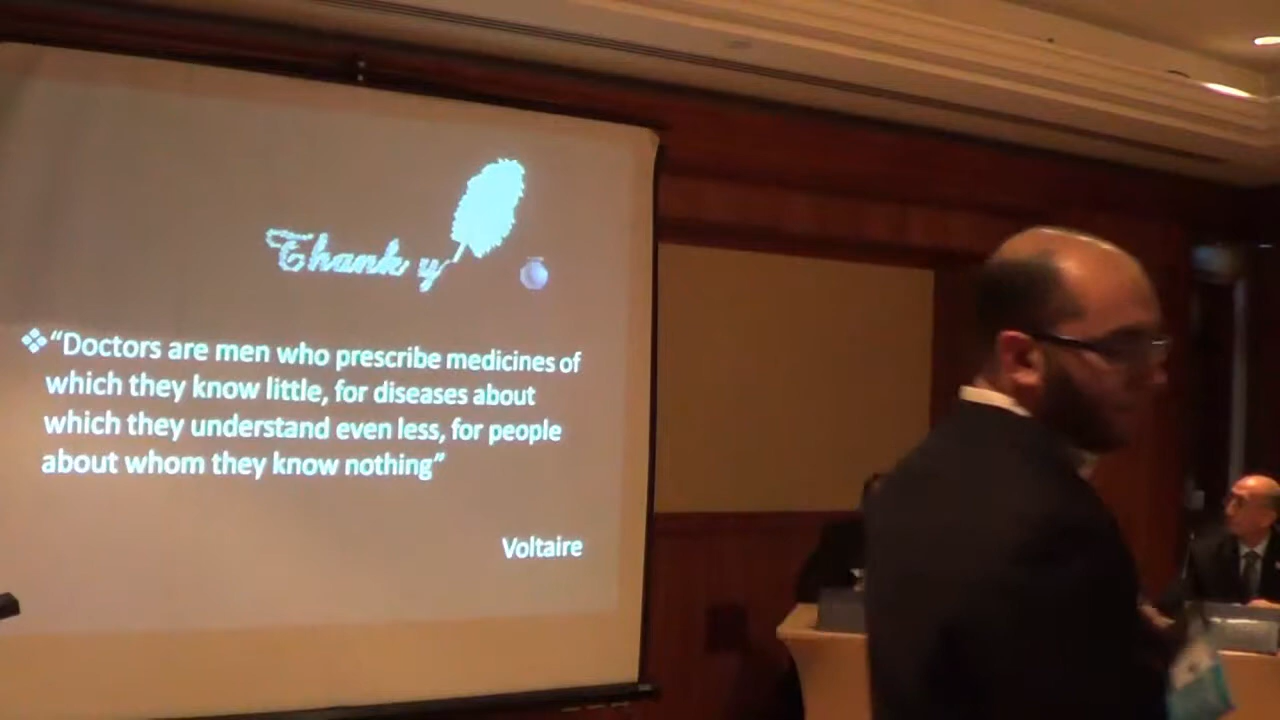 Thank y
❖“Doctors are men who prescribe medicines of
which they know little, for diseases about
which they understand even less, for people
about whom they know nothing”
Voltaire